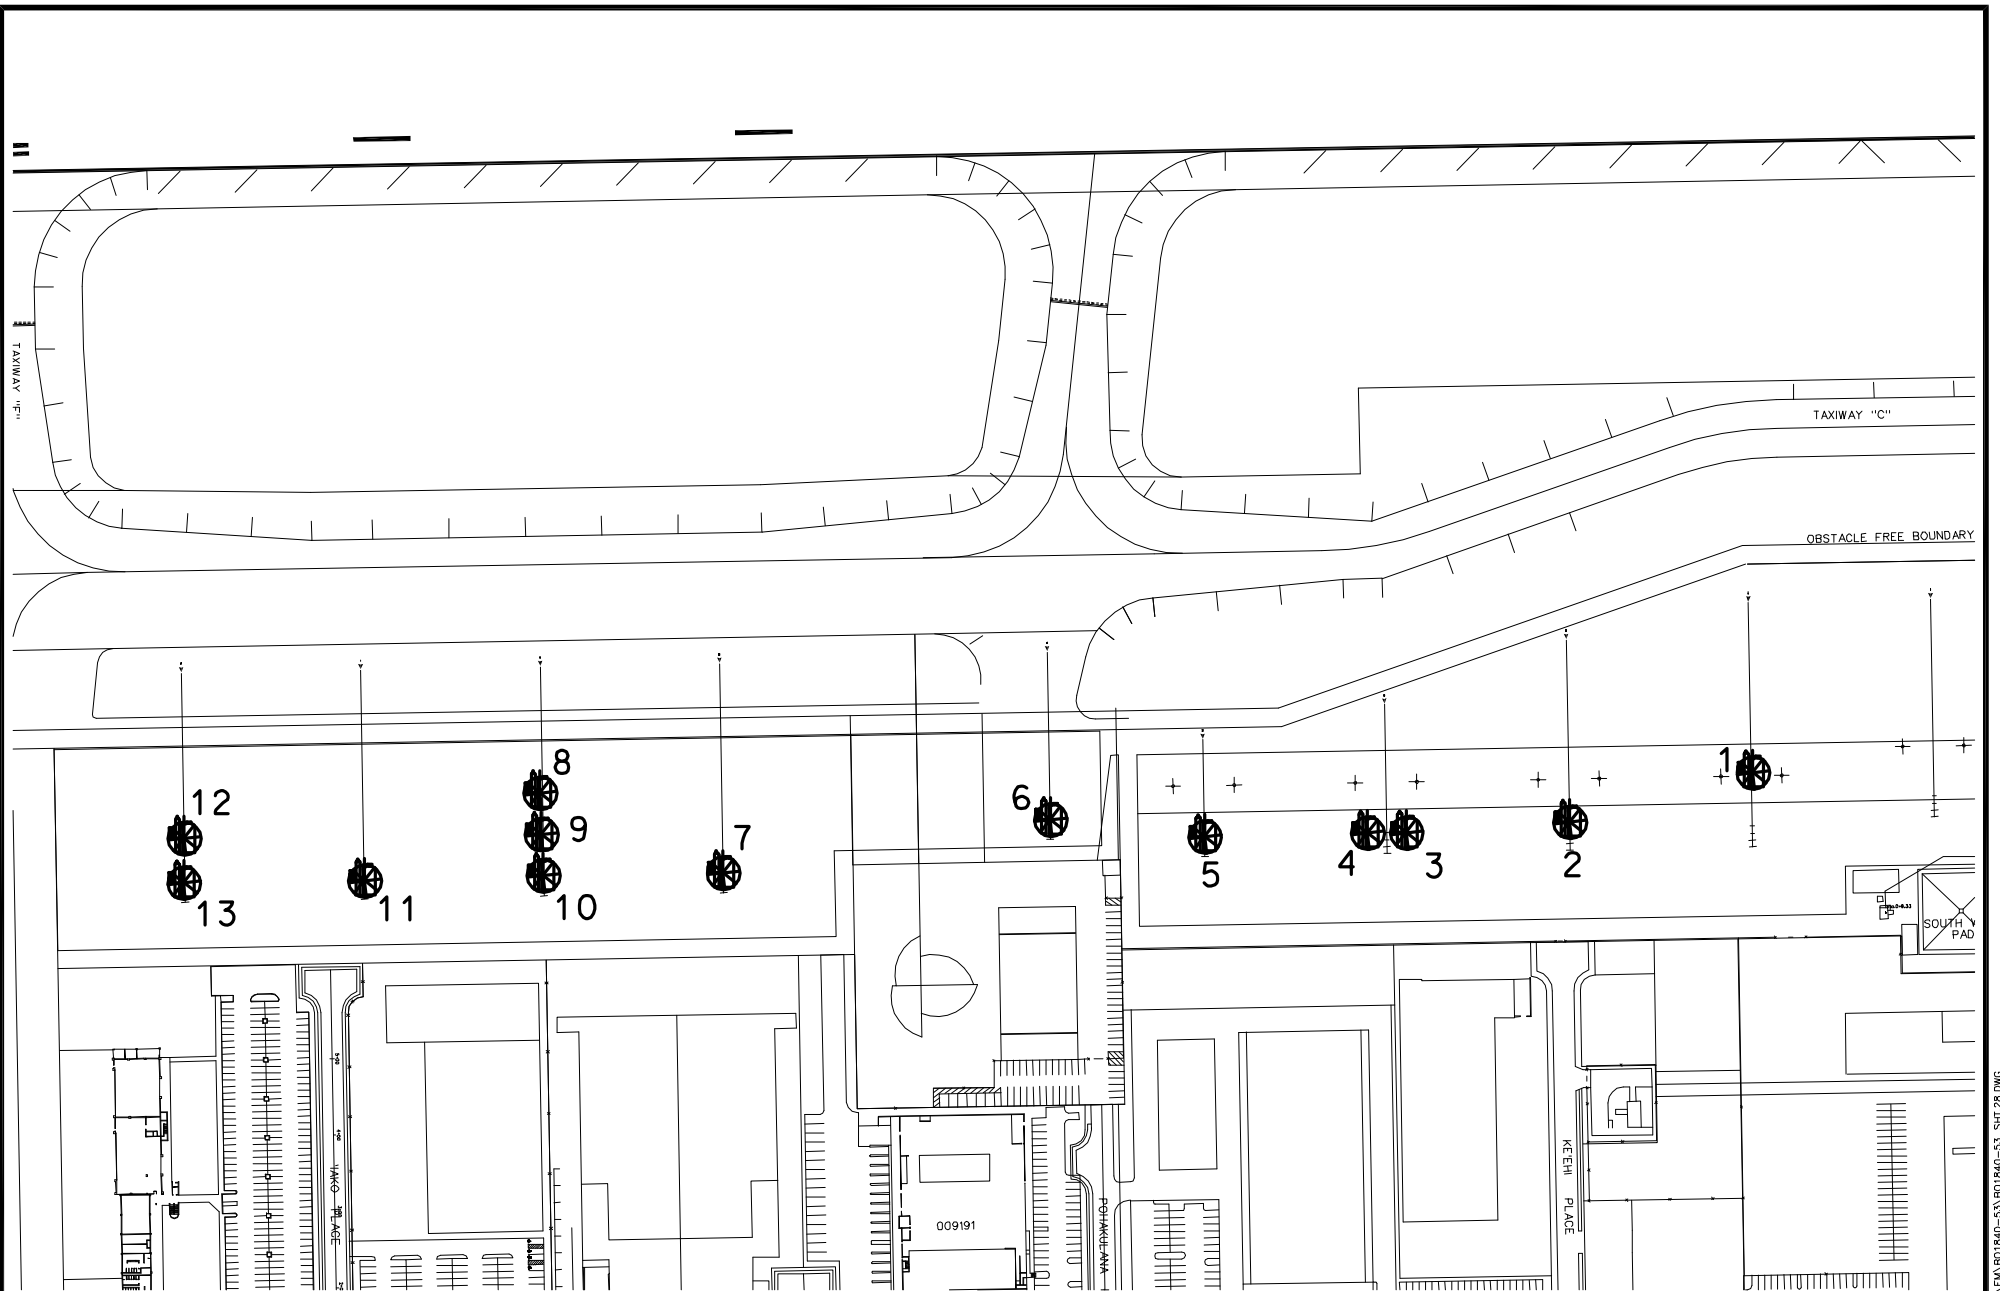 TAXIWAY "F"
TAXIWAY "C"
OBSTACLE FREE BOUNDARY
1
8
12
6
9
7
4
3
2
5
13
11
10
SOUTH
PAD
'IAKO PLACE
KE'EHI PLACE
POHAKULANA
009191